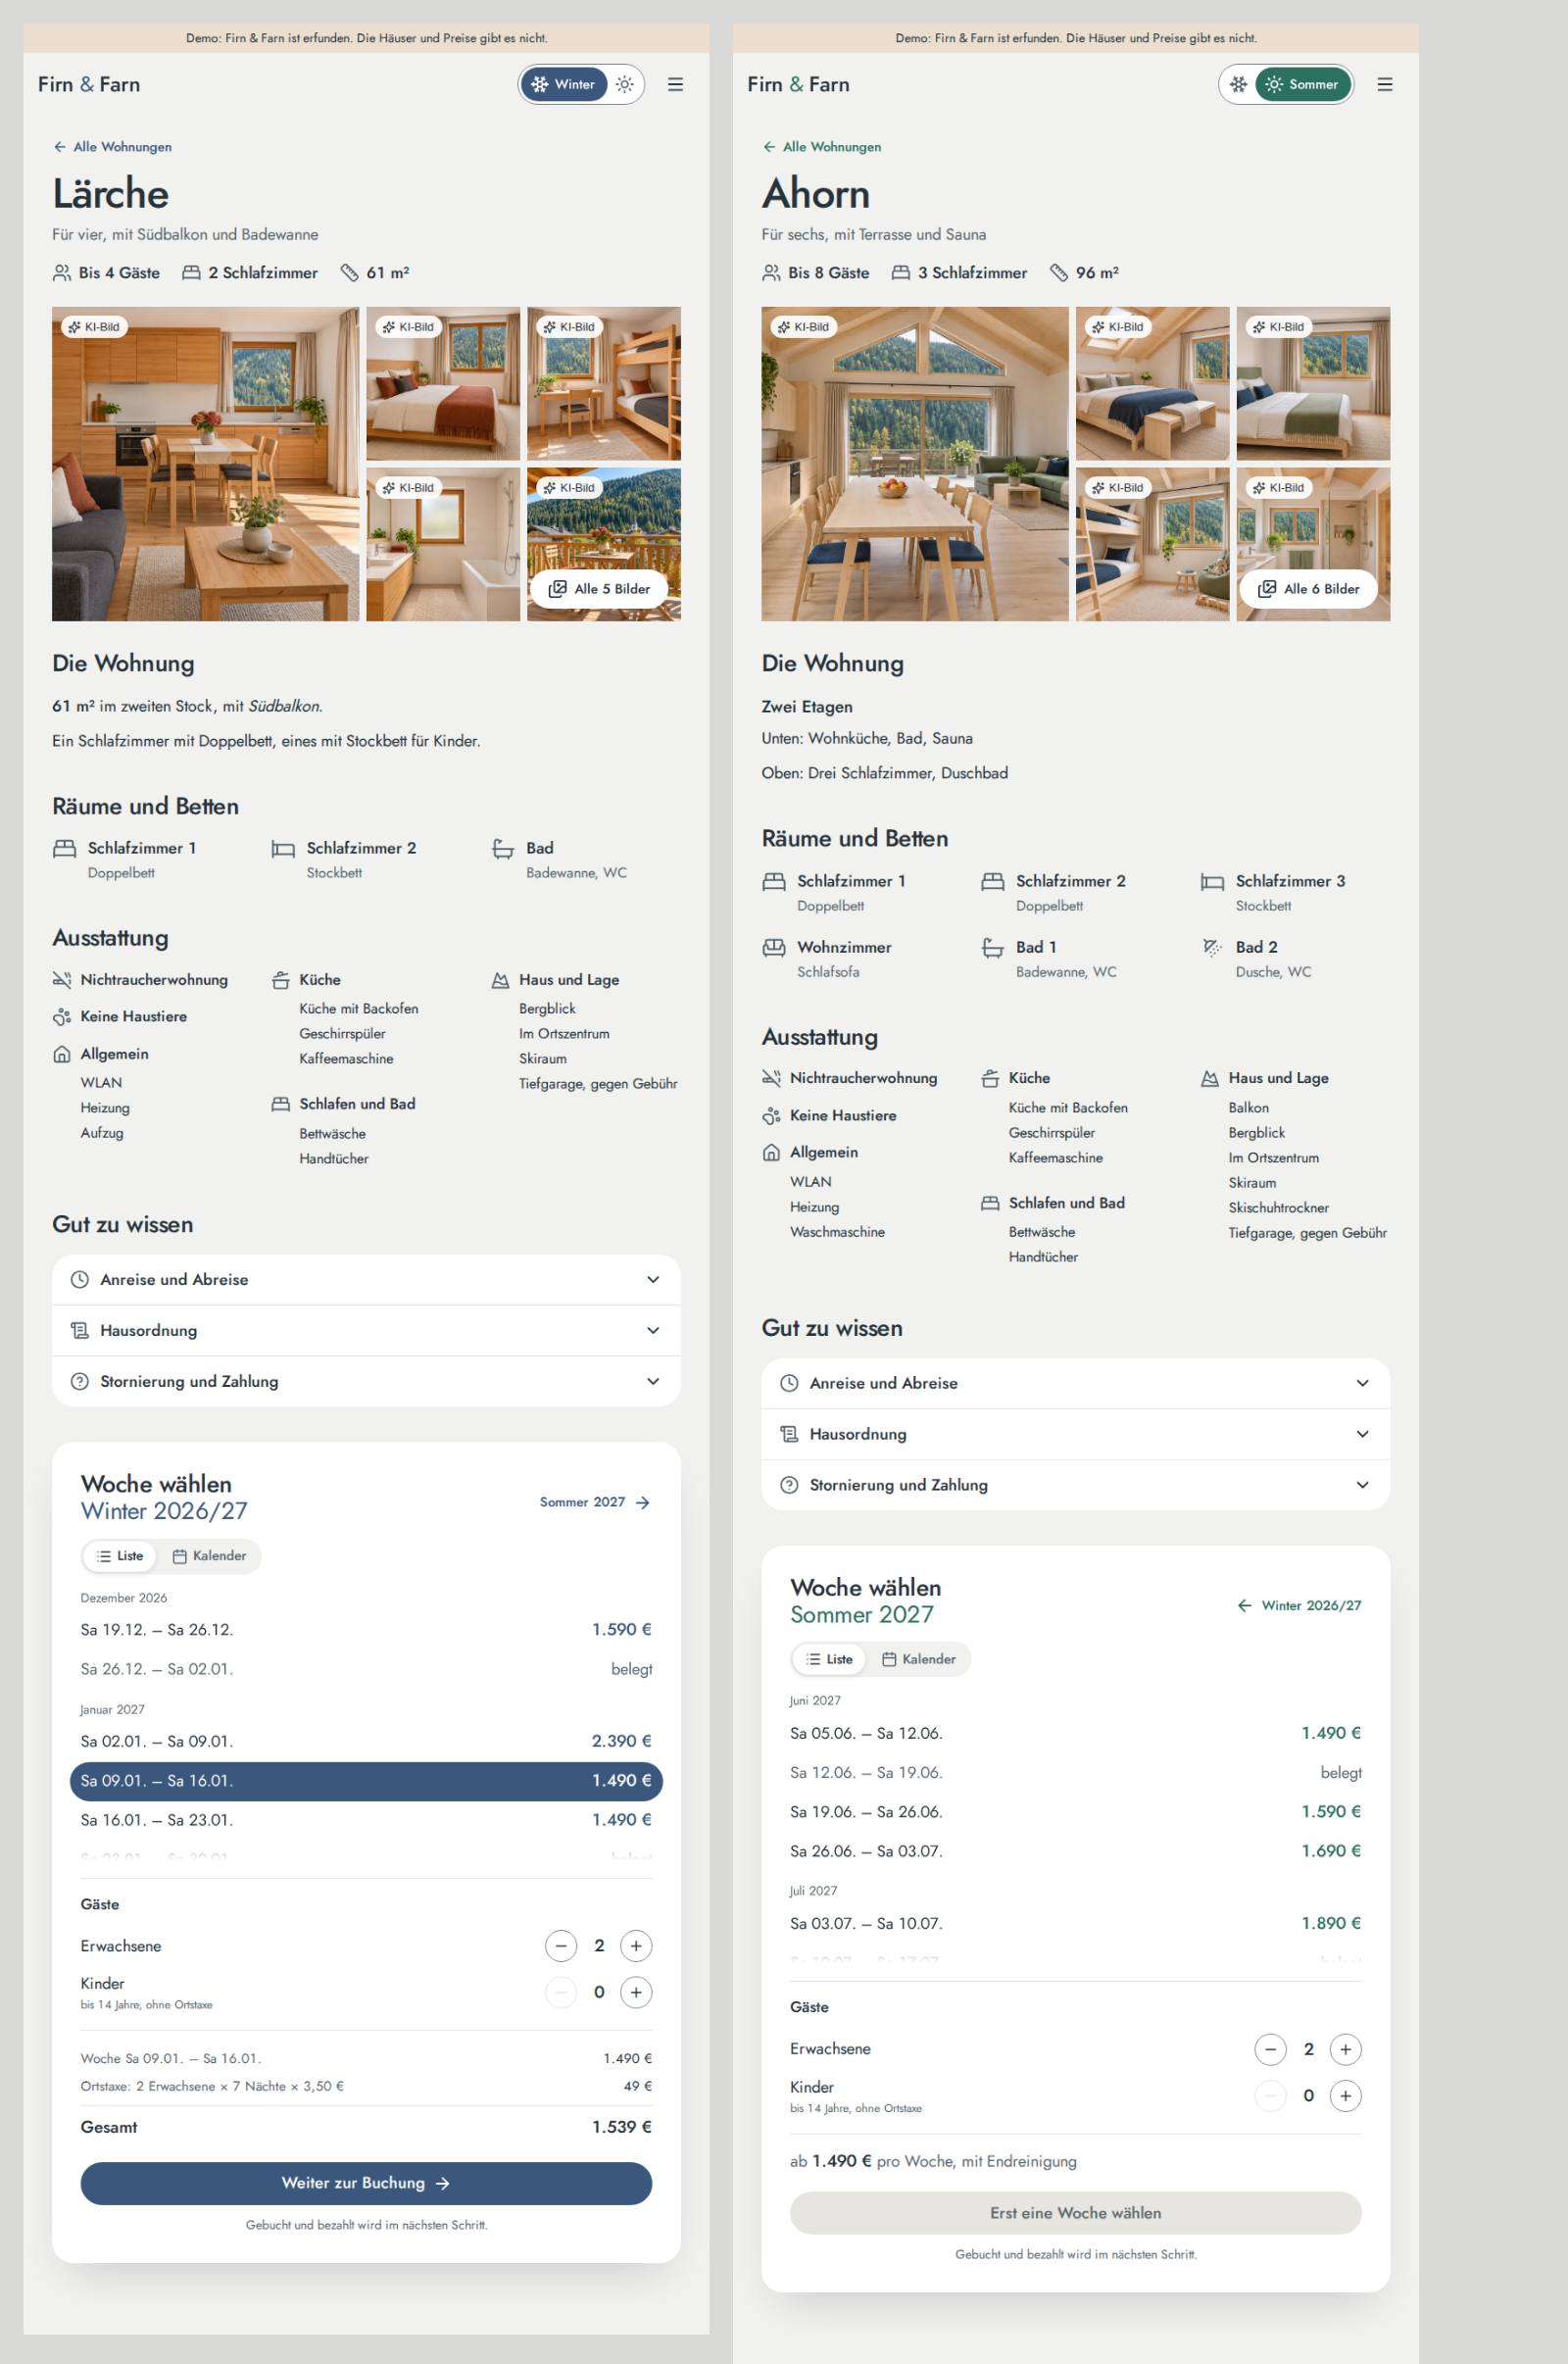 Demo: Firn & Farn ist erfunden. Die Häuser und Preise gibt es nicht.
Firn & Farn
Winter
← Alle Wohnungen
Lärche
Für vier, mit Südbalkon und Badewanne
Bis 4 Gäste
2 Schlafzimmer
61 m²
KI-Bild
KI-Bild
KI-Bild
KI-Bild
KI-Bild
Alle 5 Bilder
Die Wohnung
61 m² im zweiten Stock, mit Südbalkon.
Ein Schlafzimmer mit Doppelbett, eines mit Stockbett für Kinder.
Räume und Betten
Schlafzimmer 1
Doppelbett
Schlafzimmer 2
Stockbett
Bad
Badewanne, WC
Ausstattung
Nichtraucherwohnung
Keine Haustiere
Allgemein
WLAN
Heizung
Aufzug
Küche
Küche mit Backofen
Geschirrspüler
Kaffeemaschine
Schlafen und Bad
Bettwäsche
Handtücher
Haus und Lage
Bergblick
Im Ortszentrum
Skiraum
Tiefgarage, gegen Gebühr
Gut zu wissen
Anreise und Abreise
Hausordnung
Stornierung und Zahlung
Woche wählen
Winter 2026/27
Sommer 2027 →
Liste
Kalender
Dezember 2026
Sa 19.12. – Sa 26.12. 1.590 €
Sa 26.12. – Sa 02.01. belegt
Januar 2027
Sa 02.01. – Sa 09.01. 2.390 €
Sa 09.01. – Sa 16.01. 1.490 €
Sa 16.01. – Sa 23.01. 1.490 €
Gäste
Erwachsene − 2 +
Kinder − 0 +
bis 14 Jahre, ohne Ortstaxe
Woche Sa 09.01. – Sa 16.01. 1.490 €
Ortstaxe: 2 Erwachsene × 7 Nächte × 3,50 € 49 €
Gesamt 1.539 €
Weiter zur Buchung →
Gebucht und bezahlt wird im nächsten Schritt.
Demo: Firn & Farn ist erfunden. Die Häuser und Preise gibt es nicht.
Firn & Farn
Sommer
← Alle Wohnungen
Ahorn
Für sechs, mit Terrasse und Sauna
Bis 8 Gäste
3 Schlafzimmer
96 m²
KI-Bild
KI-Bild
KI-Bild
KI-Bild
KI-Bild
Alle 6 Bilder
Die Wohnung
Zwei Etagen
Unten: Wohnküche, Bad, Sauna
Oben: Drei Schlafzimmer, Duschbad
Räume und Betten
Schlafzimmer 1
Doppelbett
Schlafzimmer 2
Doppelbett
Schlafzimmer 3
Stockbett
Wohnzimmer
Schlafsofa
Bad 1
Badewanne, WC
Bad 2
Dusche, WC
Ausstattung
Nichtraucherwohnung
Keine Haustiere
Allgemein
WLAN
Heizung
Waschmaschine
Küche
Küche mit Backofen
Geschirrspüler
Kaffeemaschine
Schlafen und Bad
Bettwäsche
Handtücher
Haus und Lage
Balkon
Bergblick
Im Ortszentrum
Skiraum
Skischuhtrockner
Tiefgarage, gegen Gebühr
Gut zu wissen
Anreise und Abreise
Hausordnung
Stornierung und Zahlung
Woche wählen
Sommer 2027
← Winter 2026/27
Liste
Kalender
Juni 2027
Sa 05.06. – Sa 12.06. 1.490 €
Sa 12.06. – Sa 19.06. belegt
Sa 19.06. – Sa 26.06. 1.590 €
Sa 26.06. – Sa 03.07. 1.690 €
Juli 2027
Sa 03.07. – Sa 10.07. 1.890 €
Gäste
Erwachsene − 2 +
Kinder − 0 +
bis 14 Jahre, ohne Ortstaxe
ab 1.490 € pro Woche, mit Endreinigung
Erst eine Woche wählen
Gebucht und bezahlt wird im nächsten Schritt.